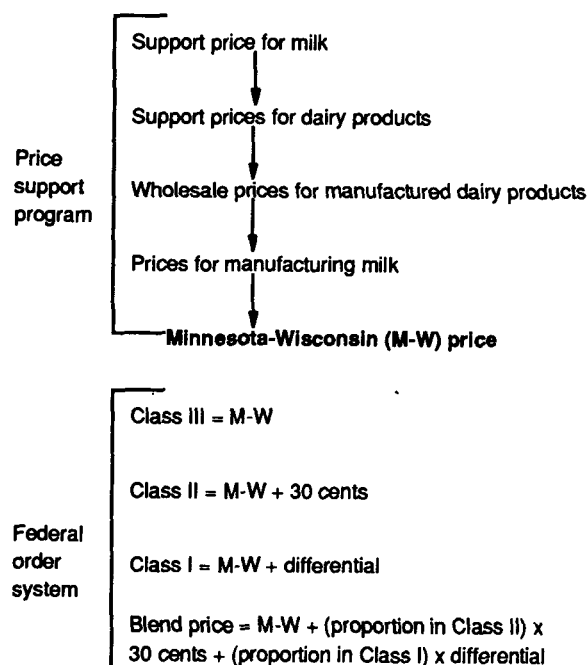 Support price for milk
Support prices for dairy products
Price
support
program
Wholesale prices for manufactured dairy products
Prices for manufacturing milk
Minnesota-Wisconsin (M-W) price
Class III = M-W
Class II = M-W + 30 cents
Federal
order
system
Class I = M-W + differential
Blend price = M-W + (proportion in Class II) x
30 cents + (proportion in Class I) x differential